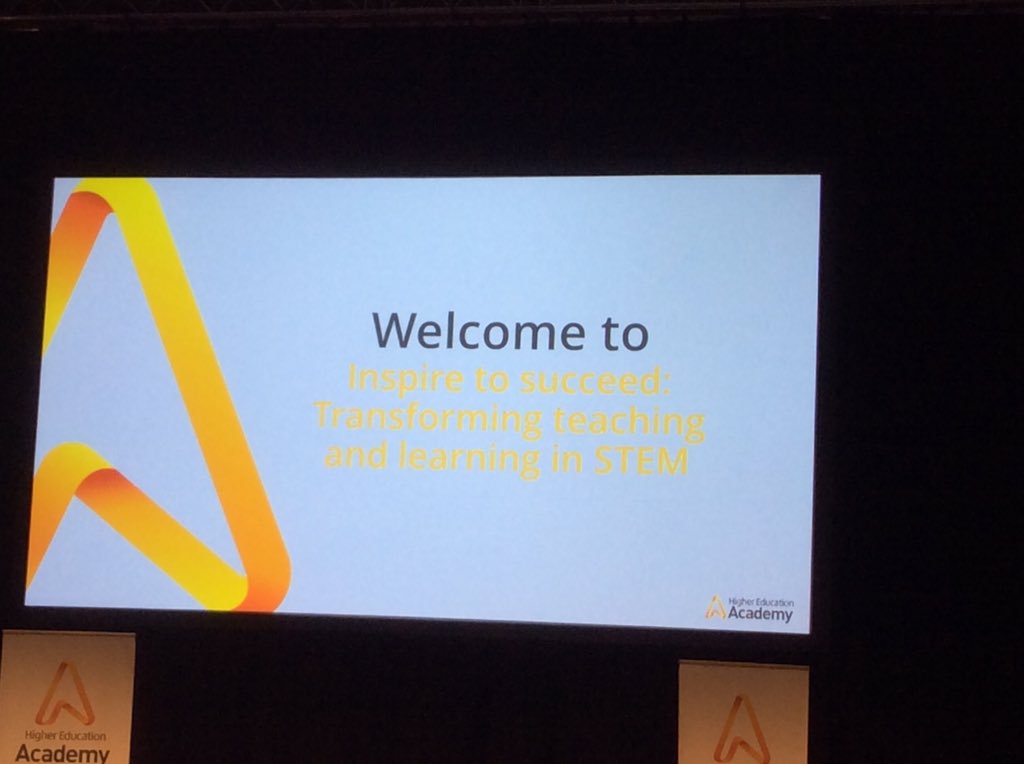 Welcome to
Inspire to succeed:
Transforming teaching
and learning in STEM
Higher Education
Academy
Higher Education
Academy